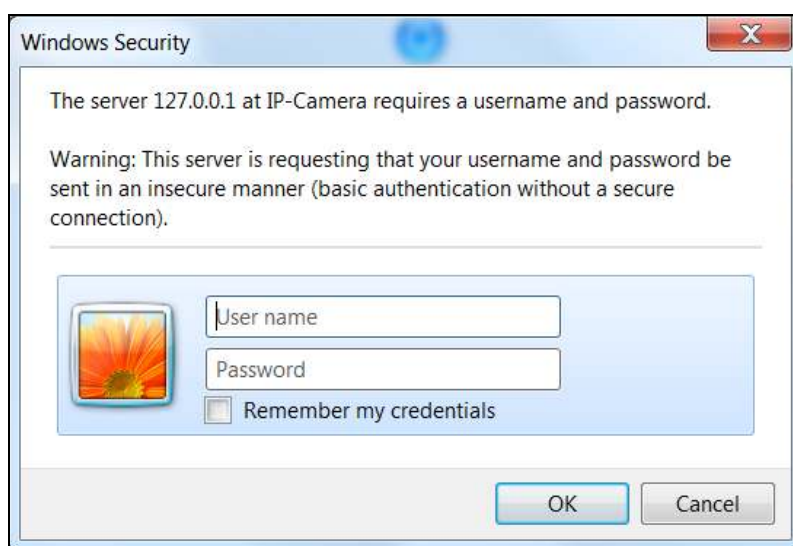 Windows Security
The server 127.0.0.1 at IP-Camera requires a username and password.
Warning: This server is requesting that your username and password be
sent in an insecure manner (basic authentication without a secure
connection).
User name
Password
Remember my credentials
OK Cancel